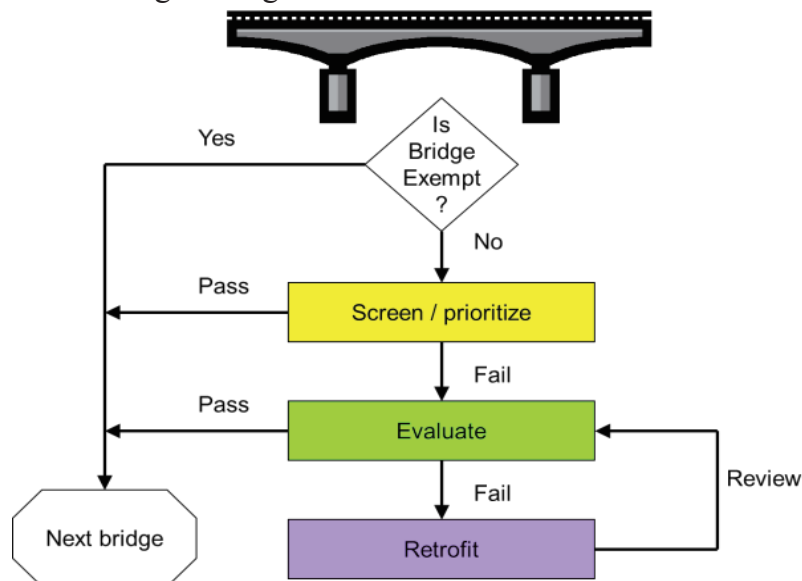 Yes
Is
Bridge
Exempt
?
No
Pass
Screen / prioritize
Fail
Pass
Evaluate
Fail
Review
Next bridge
Retrofit